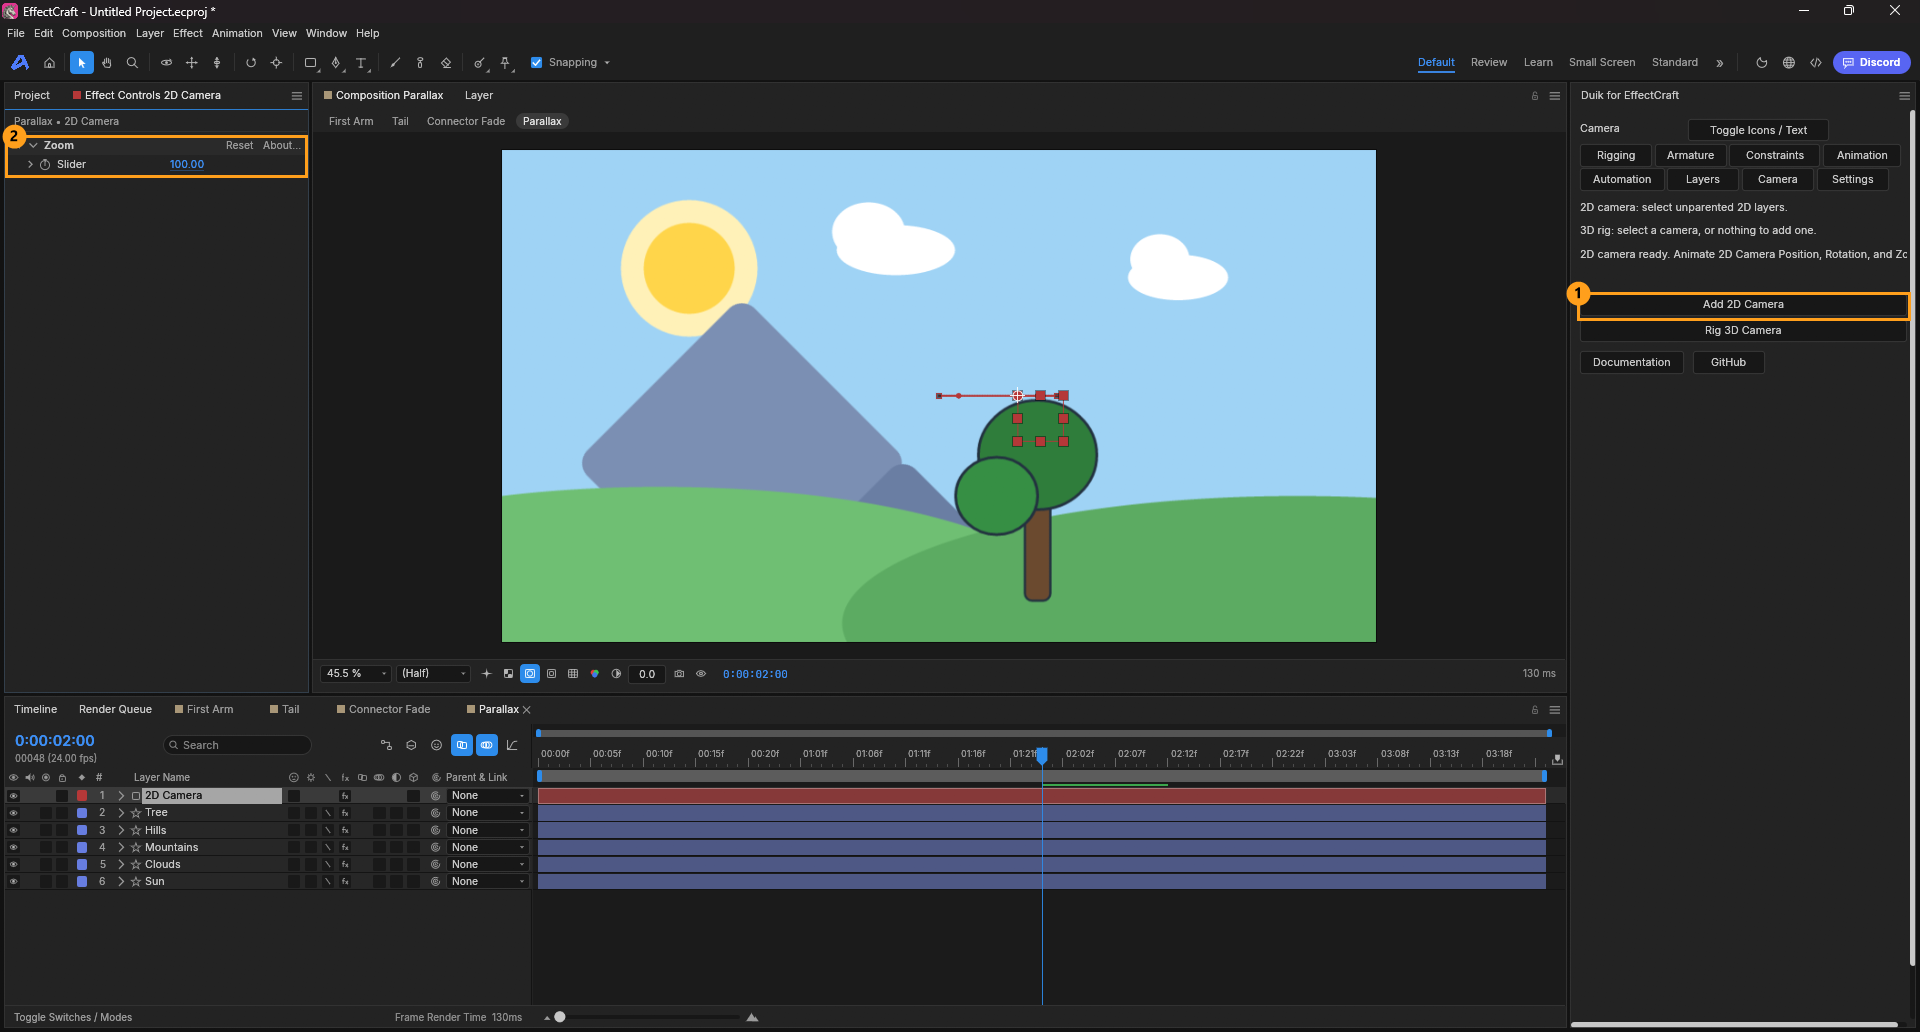 EffectCraft - Untitled Project.ecproj *
File Edit Composition Layer Effect Animation View Window Help
Snapping
Default Review Learn Small Screen Standard » Discord
Project Effect Controls 2D Camera
Parallax • 2D Camera
2
Zoom Reset About...
Slider 100.00
Composition Parallax Layer
First Arm Tail Connector Fade Parallax
45.5 % (Half) 0.0 0:00:02:00 130 ms
Duik for EffectCraft
Camera Toggle Icons / Text
Rigging Armature Constraints Animation
Automation Layers Camera Settings
2D camera: select unparented 2D layers.
3D rig: select a camera, or nothing to add one.
2D camera ready. Animate 2D Camera Position, Rotation, and Zo
1
Add 2D Camera
Rig 3D Camera
Documentation GitHub
Timeline Render Queue First Arm Tail Connector Fade Parallax
0:00:02:00
00048 (24.00 fps)
Search
00:00f 00:05f 00:10f 00:15f 00:20f 01:01f 01:06f 01:11f 01:16f 01:21f 02:02f 02:07f 02:12f 02:17f 02:22f 03:03f 03:08f 03:13f 03:18f
# Layer Name fx Parent & Link
1 2D Camera fx None
2 Tree fx None
3 Hills fx None
4 Mountains fx None
5 Clouds fx None
6 Sun fx None
Toggle Switches / Modes Frame Render Time 130ms